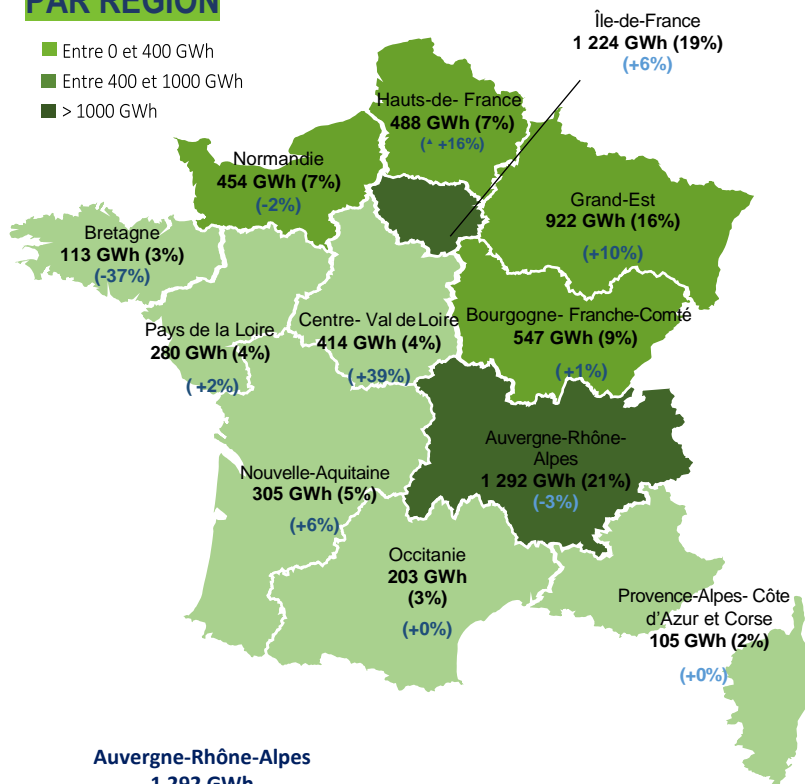 PAR RÉGION
Entre 0 et 400 GWh
Entre 400 et 1000 GWh
> 1000 GWh
Île-de-France
1 224 GWh (19%)
(+6%)
Hauts-de- France
488 GWh (7%)
(▲ +16%)
Normandie
454 GWh (7%)
(-2%)
Grand-Est
922 GWh (16%)
(+10%)
Bretagne
113 GWh (3%)
(-37%)
Pays de la Loire
280 GWh (4%)
(+2%)
Centre- Val de Loire
414 GWh (4%)
(+39%)
Bourgogne- Franche-Comté
547 GWh (9%)
(+1%)
Auvergne-Rhône-
Alpes
1 292 GWh (21%)
(-3%)
Nouvelle-Aquitaine
305 GWh (5%)
(+6%)
Occitanie
203 GWh
(3%)
(+0%)
Provence-Alpes- Côte
d'Azur et Corse
105 GWh (2%)
(+0%)
Auvergne-Rhône-Alpes
1 292 GWh